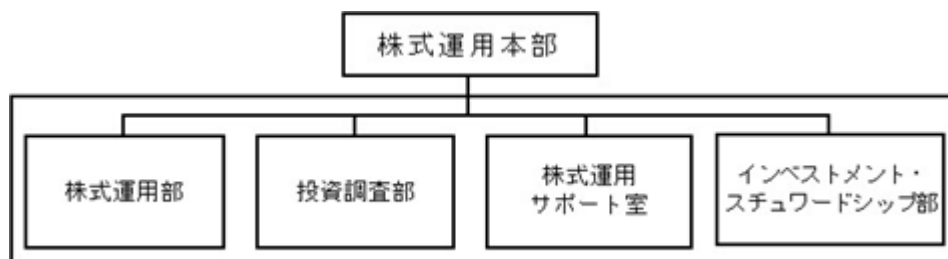 株式運用本部
株式運用部
投資調査部
株式運用
サポート室
インベストメント・
スチュワードシップ部